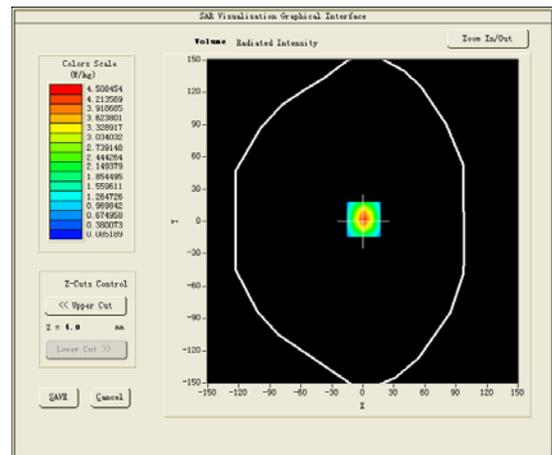 SAR Visualisation Graphical Interface
Volume Radiated Intensity
Zoom In/Out
Colors Scale
(W/kg)
4.508454
4.213569
3.918685
3.623801
3.328917
3.034032
2.739148
2.444264
2.149379
1.854495
1.559611
1.264726
0.969842
0.674958
0.380073
0.085189
150
120
90
60
30
0
-30
-60
-90
-120
-150
Y
-150 -120 -90 -60 -30 0 30 60 90 120 150
X
Z-Cuts Control
<< Upper Cut
Z = 4.0 mm
Lower Cut >>
SAVE Cancel